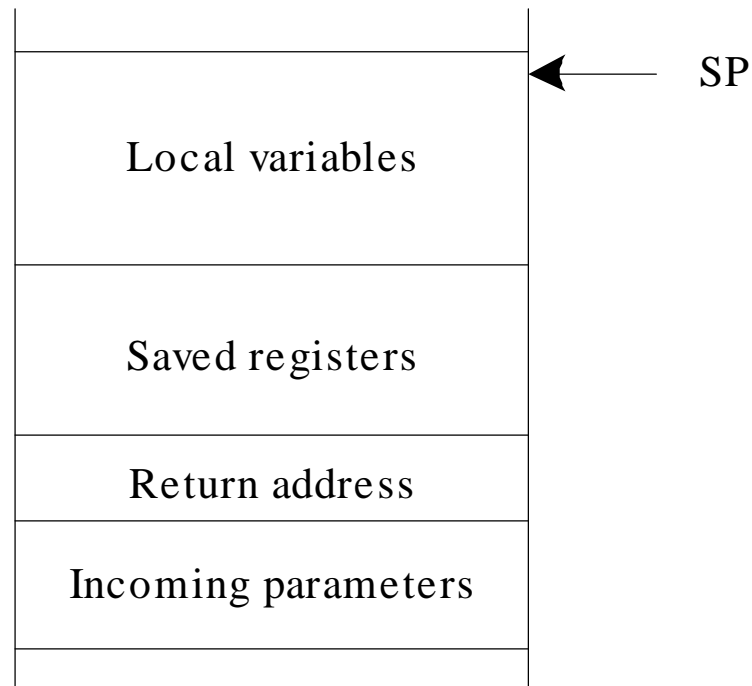 SP
Local variables
Saved registers
Return address
Incoming parameters